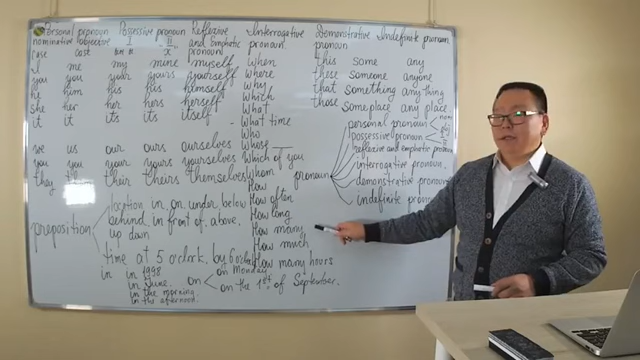 Personal pronoun Possessive pronoun Reflexive Interrogative Demonstrative Indefinite pronoun
nominative objective I II and emphatic pronoun. pronoun
case pronoun
I me my mine myself when this some any
you you your yours yourself where these someone anyone
he him his his himself why that something anything
she her her hers herself which those someplace any place
it it its its itself what personal pronoun
what time possessive pronoun
who reflexive and emphatic pronoun
we us our ours ourselves interrogative pronoun.
you you your yours yourselves which of you
they their theirs themselves whom pronoun demonstrative pronoun
How indefinite
preposition location in, on, under below How often
behind. in front of. above. How long
up down How many
How much
time at 5 o'clock. by 6 o'clock How many hours
in in 1998 on on Monday
in June. on the 1st of September.
in the morning
in the afternoon.